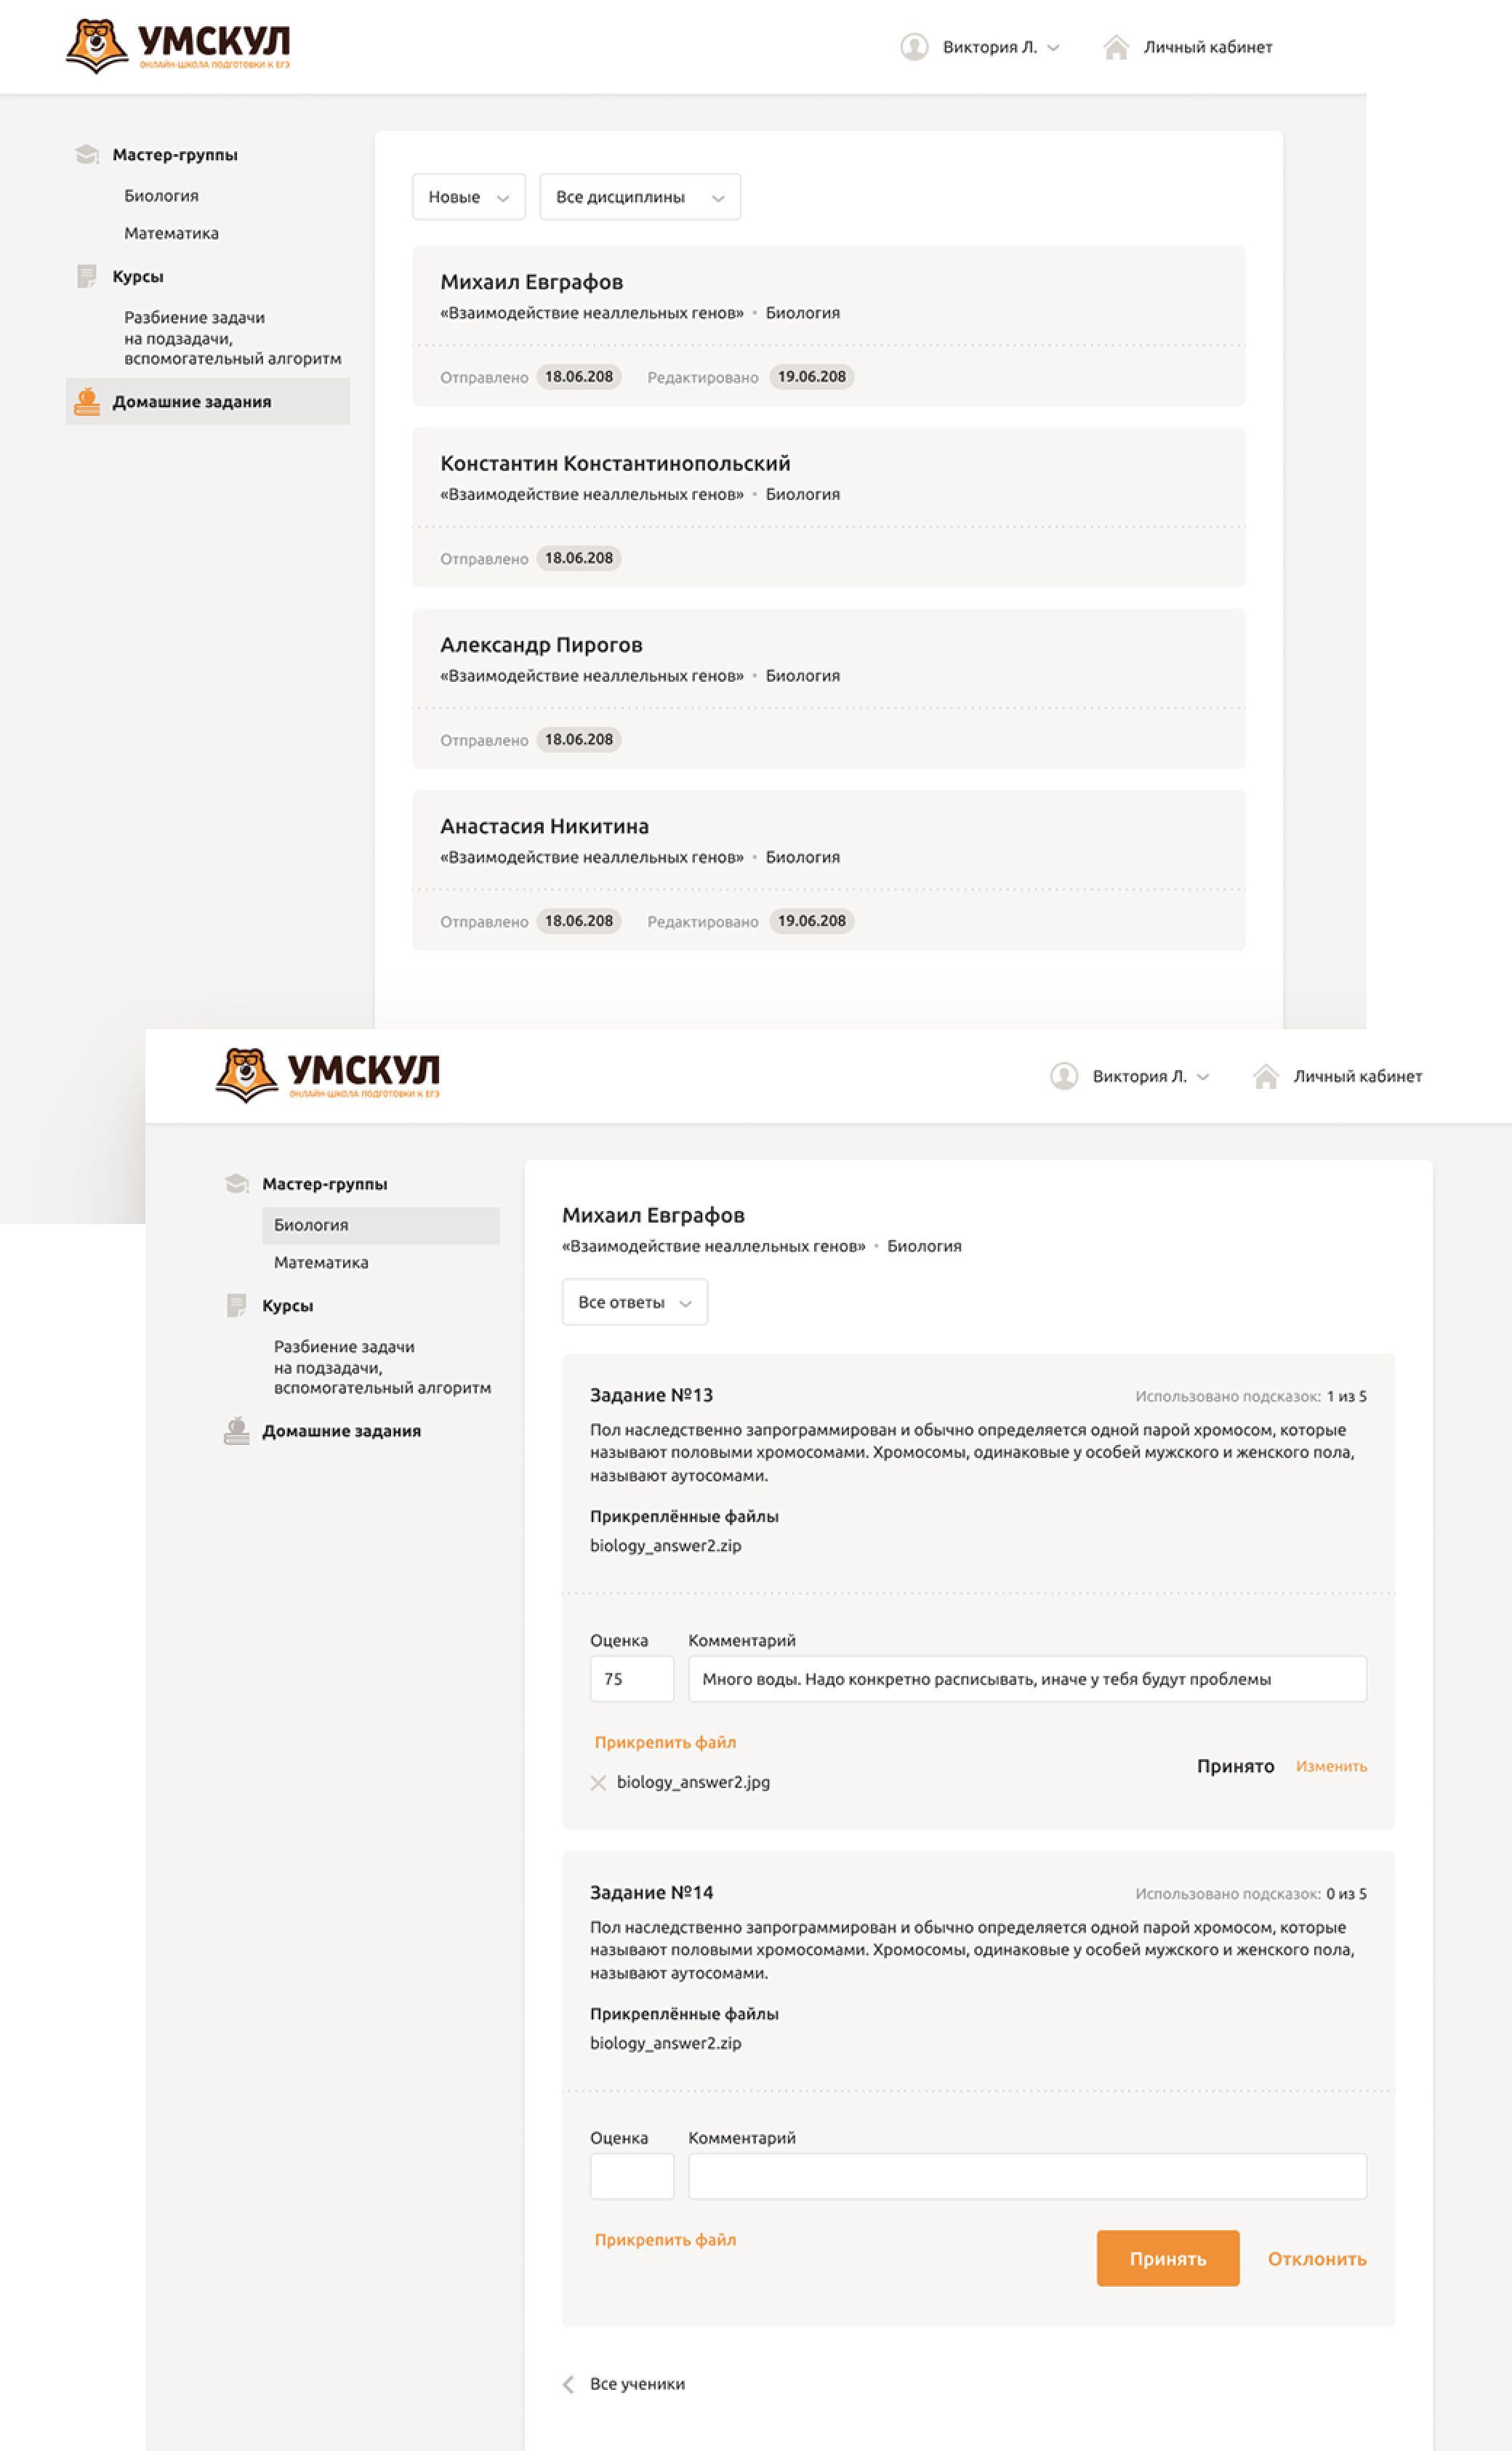 УМСКУЛ
ОНЛАЙН-ШКОЛА ПОДГОТОВКИ К ЕГЭ
Виктория Л.
Личный кабинет
Мастер-группы
Биология
Математика
Курсы
Разбиение задачи
на подзадачи,
вспомогательный алгоритм
Домашние задания
Новые
Все дисциплины
Михаил Евграфов
«Взаимодействие неаллельных генов» • Биология
Отправлено 18.06.208 Редактировано 19.06.208
Константин Константинопольский
«Взаимодействие неаллельных генов» • Биология
Отправлено 18.06.208
Александр Пирогов
«Взаимодействие неаллельных генов» • Биология
Отправлено 18.06.208
Анастасия Никитина
«Взаимодействие неаллельных генов» • Биология
Отправлено 18.06.208 Редактировано 19.06.208
УМСКУЛ
ОНЛАЙН-ШКОЛА ПОДГОТОВКИ К ЕГЭ
Виктория Л.
Личный кабинет
Мастер-группы
Биология
Математика
Курсы
Разбиение задачи
на подзадачи,
вспомогательный алгоритм
Домашние задания
Михаил Евграфов
«Взаимодействие неаллельных генов» • Биология
Все ответы
Задание №13
Использовано подсказок: 1 из 5
Пол наследственно запрограммирован и обычно определяется одной парой хромосом, которые
называют половыми хромосомами. Хромосомы, одинаковые у особей мужского и женского пола,
называют аутосомами.
Прикреплённые файлы
biology_answer2.zip
Оценка Комментарий
75 Много воды. Надо конкретно расписывать, иначе у тебя будут проблемы
Прикрепить файл
biology_answer2.jpg
Принято Изменить
Задание №14
Использовано подсказок: 0 из 5
Пол наследственно запрограммирован и обычно определяется одной парой хромосом, которые
называют половыми хромосомами. Хромосомы, одинаковые у особей мужского и женского пола,
называют аутосомами.
Прикреплённые файлы
biology_answer2.zip
Оценка Комментарий
Прикрепить файл
Принять Отклонить
Все ученики